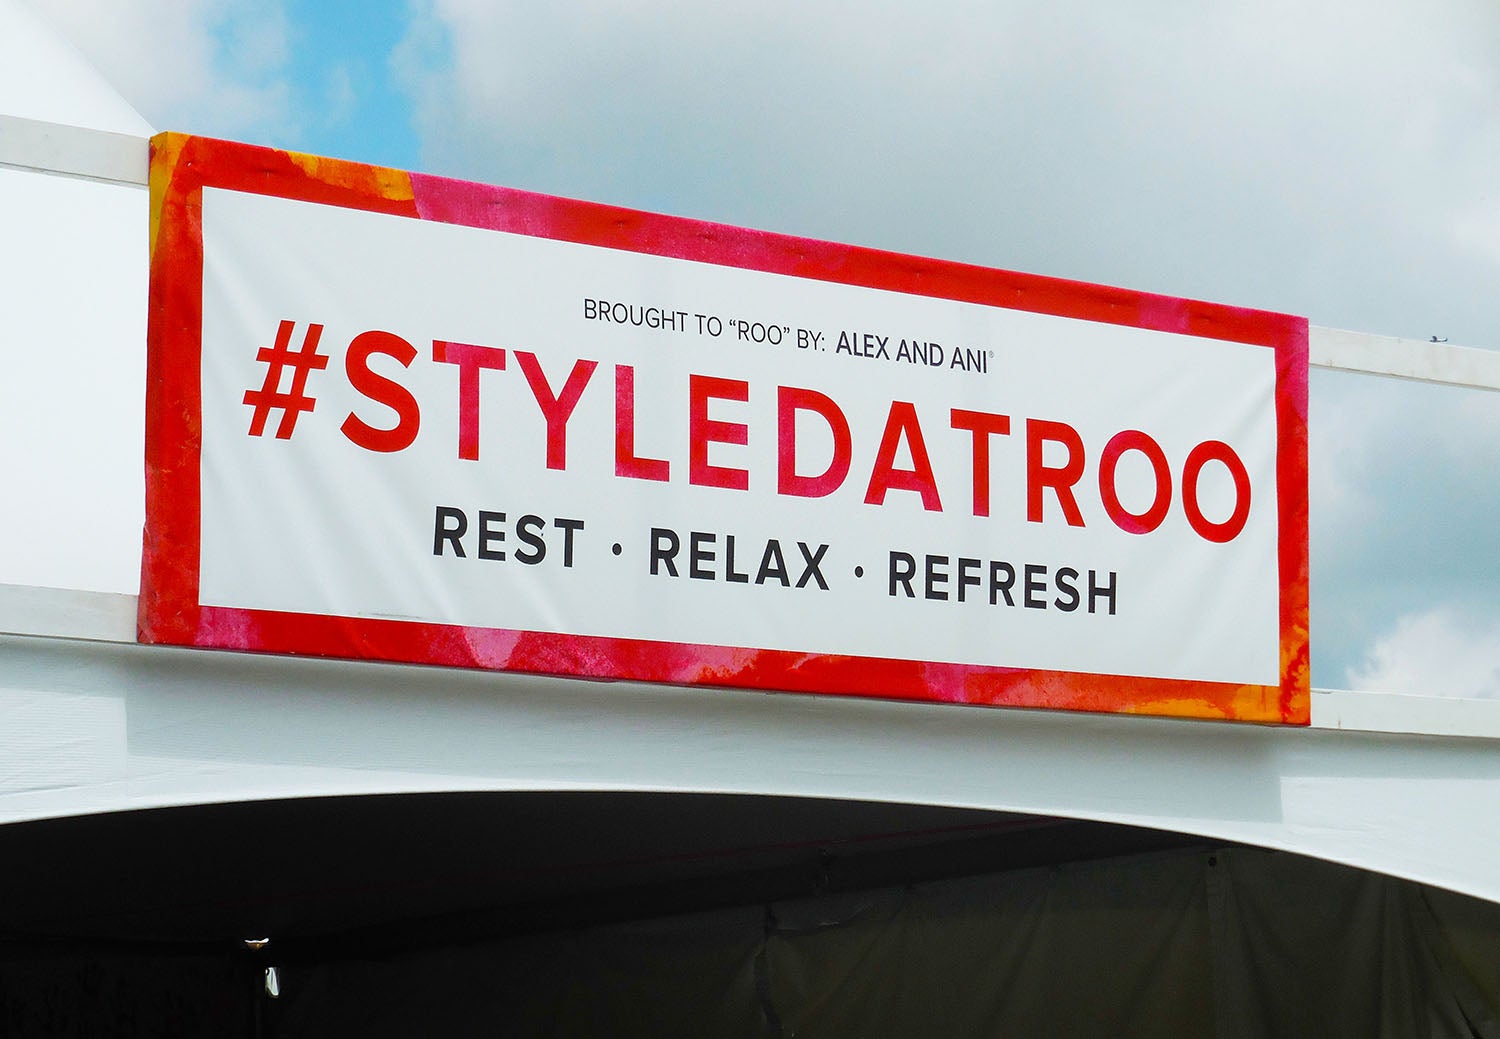 BROUGHT TO “ROO” BY: ALEX AND ANI®
#STYLEDATROO
REST · RELAX · REFRESH